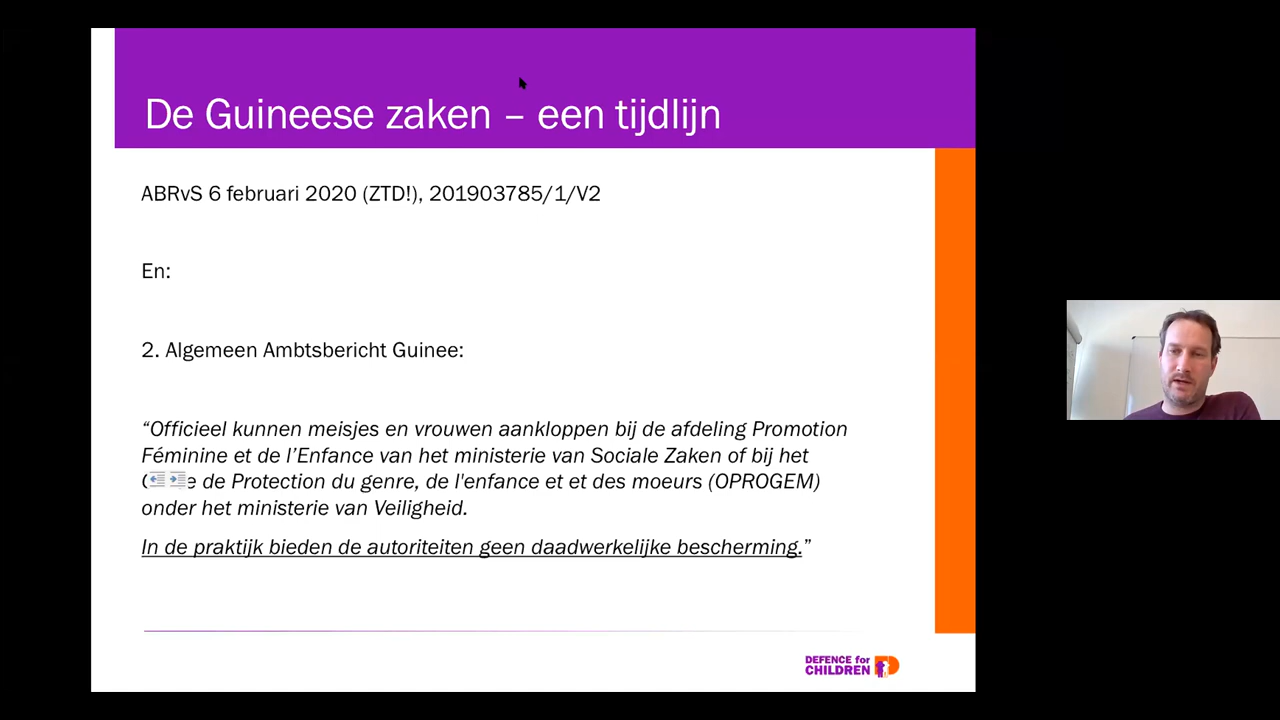 De Guineese zaken – een tijdlijn
ABRvS 6 februari 2020 (ZTD!), 201903785/1/V2
En:
2. Algemeen Ambtsbericht Guinee:
“Officieel kunnen meisjes en vrouwen aankloppen bij de afdeling Promotion
Féminine et de l’Enfance van het ministerie van Sociale Zaken of bij het
de Protection du genre, de l'enfance et et des moeurs (OPROGEM)
onder het ministerie van Veiligheid.
In de praktijk bieden de autoriteiten geen daadwerkelijke bescherming.”
DEFENCE for
CHILDREN